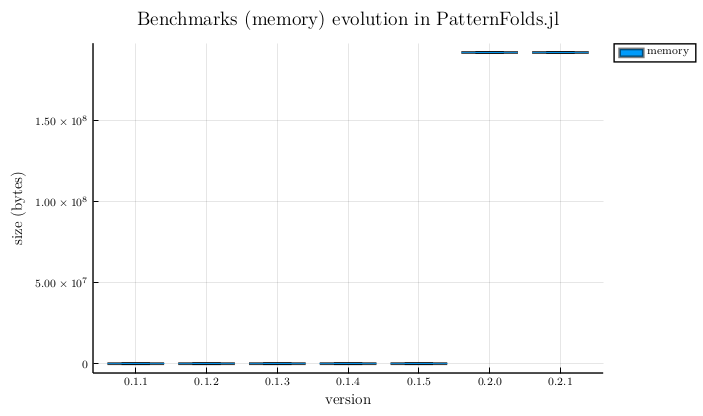 Benchmarks (memory) evolution in PatternFolds.jl
memory
size (bytes)
1.50 × 10⁸
1.00 × 10⁸
5.00 × 10⁷
0
0.1.1 0.1.2 0.1.3 0.1.4 0.1.5 0.2.0 0.2.1
version